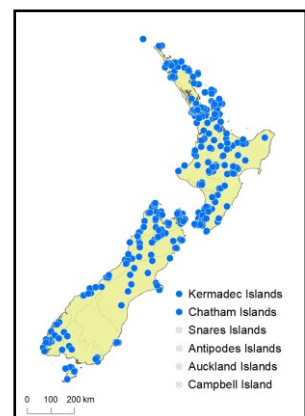 Kermadec Islands
Chatham Islands
Snares Islands
Antipodes Islands
Auckland Islands
Campbell Island
0 100 200 km